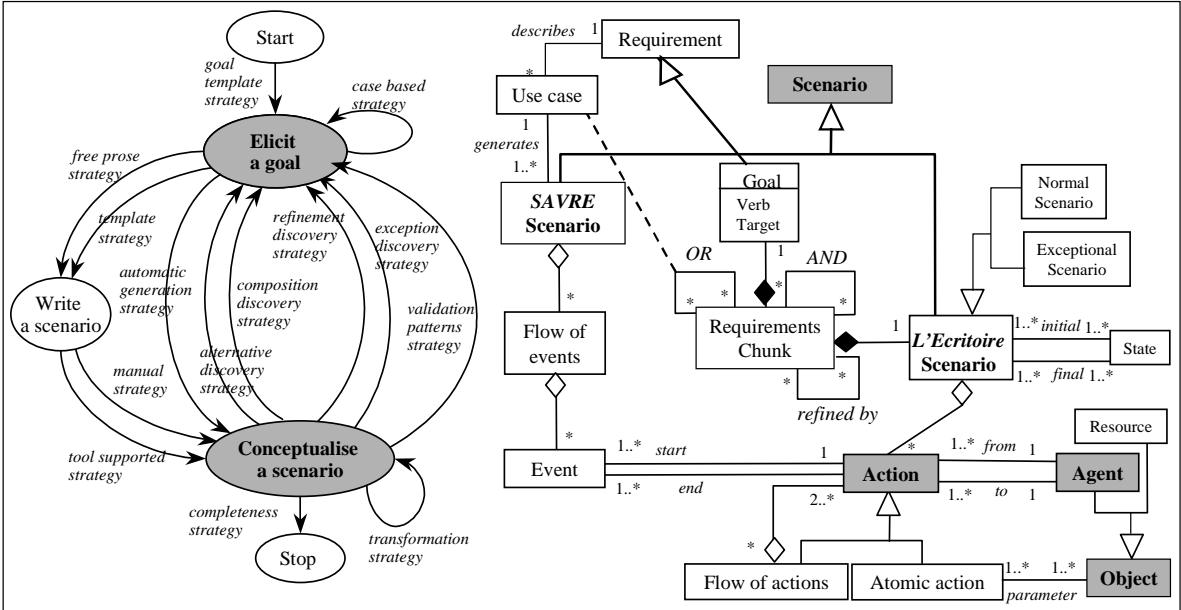 Start
goal
template
strategy
case based
strategy
Elicit
a goal
free prose
strategy
template
strategy
automatic
generation
strategy
refinement
discovery
strategy
exception
discovery
strategy
composition
discovery
strategy
validation
patterns
strategy
Write
a scenario
manual
strategy
alternative
discovery
strategy
tool supported
strategy
Conceptualise
a scenario
completeness
strategy
transformation
strategy
Stop
describes
1
Requirement
*
Use case
1
generates
1..*
Scenario
SAVRE
Scenario
Goal
Verb
Target
1
Normal
Scenario
Exceptional
Scenario
OR
AND
*
*
*
*
*
*
Flow of
events
Requirements
Chunk
1
L'Ecritoire
Scenario
1..*
initial
1..*
State
1..*
final
1..*
*
*
refined by
Resource
*
Event
1..*
start
1
*
Action
1..*
from
1
Agent
1..*
end
2..*
1..*
to
1
*
Flow of actions
Atomic action
1..*
1..*
parameter
Object